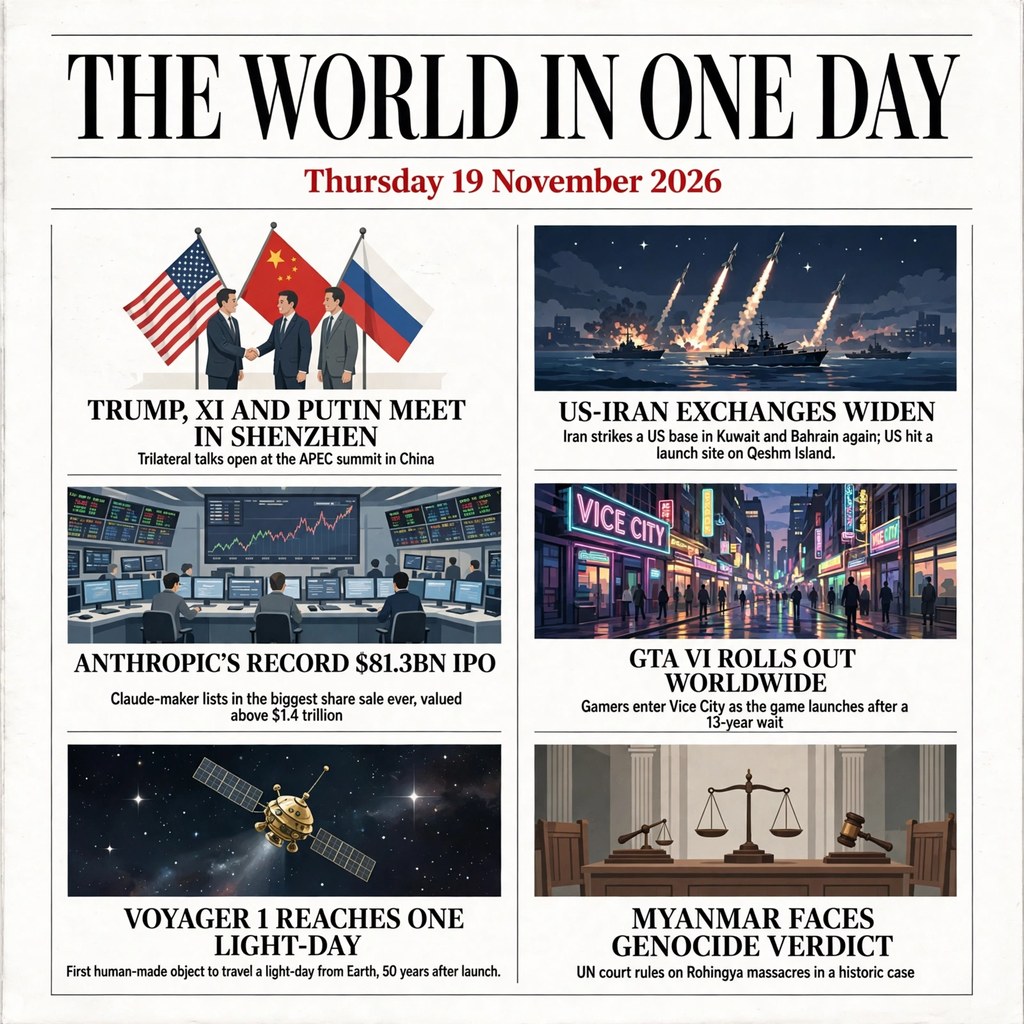 THE WORLD IN ONE DAY
Thursday 19 November 2026
TRUMP, XI AND PUTIN MEET
IN SHENZHEN
Trilateral talks open at the APEC summit in China
US-IRAN EXCHANGES WIDEN
Iran strikes a US base in Kuwait and Bahrain again; US hit a
launch site on Qeshm Island.
ANTHROPIC'S RECORD $81.3BN IPO
Claude-maker lists in the biggest share sale ever, valued
above $1.4 trillion
VICE CITY
VICE CITY
GTA VI ROLLS OUT
WORLDWIDE
Gamers enter Vice City as the game launches after a
13-year wait
VOYAGER 1 REACHES ONE
LIGHT-DAY
First human-made object to travel a light-day from Earth, 50 years after launch.
MYANMAR FACES
GENOCIDE VERDICT
UN court rules on Rohingya massacres in a historic case